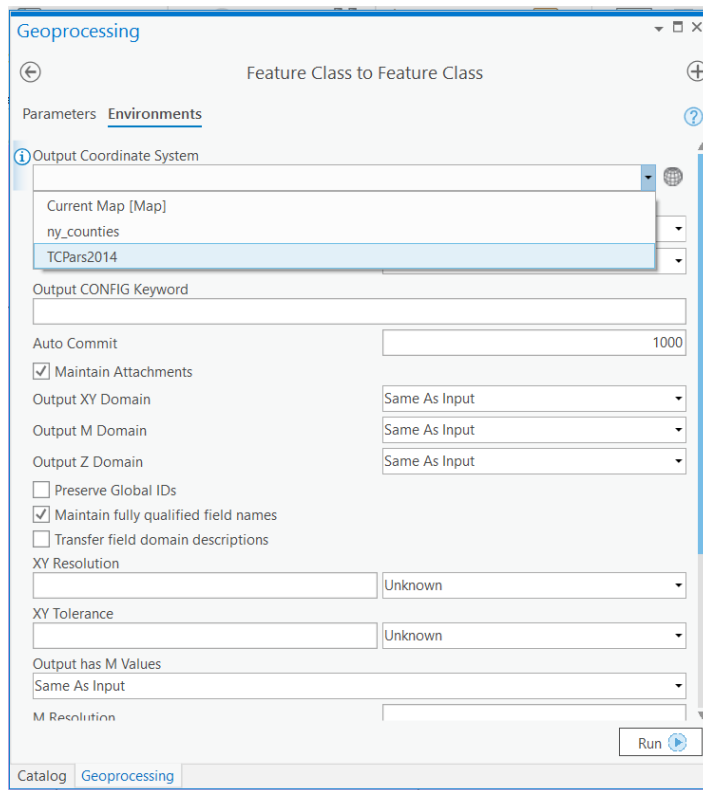 Geoprocessing
Feature Class to Feature Class
Parameters Environments
Output Coordinate System
Current Map [Map]
ny_counties
TCPars2014
Output CONFIG Keyword
Auto Commit 1000
Maintain Attachments
Output XY Domain Same As Input
Output M Domain Same As Input
Output Z Domain Same As Input
Preserve Global IDs
Maintain fully qualified field names
Transfer field domain descriptions
XY Resolution
Unknown
XY Tolerance
Unknown
Output has M Values
Same As Input
M Resolution
Run
Catalog Geoprocessing